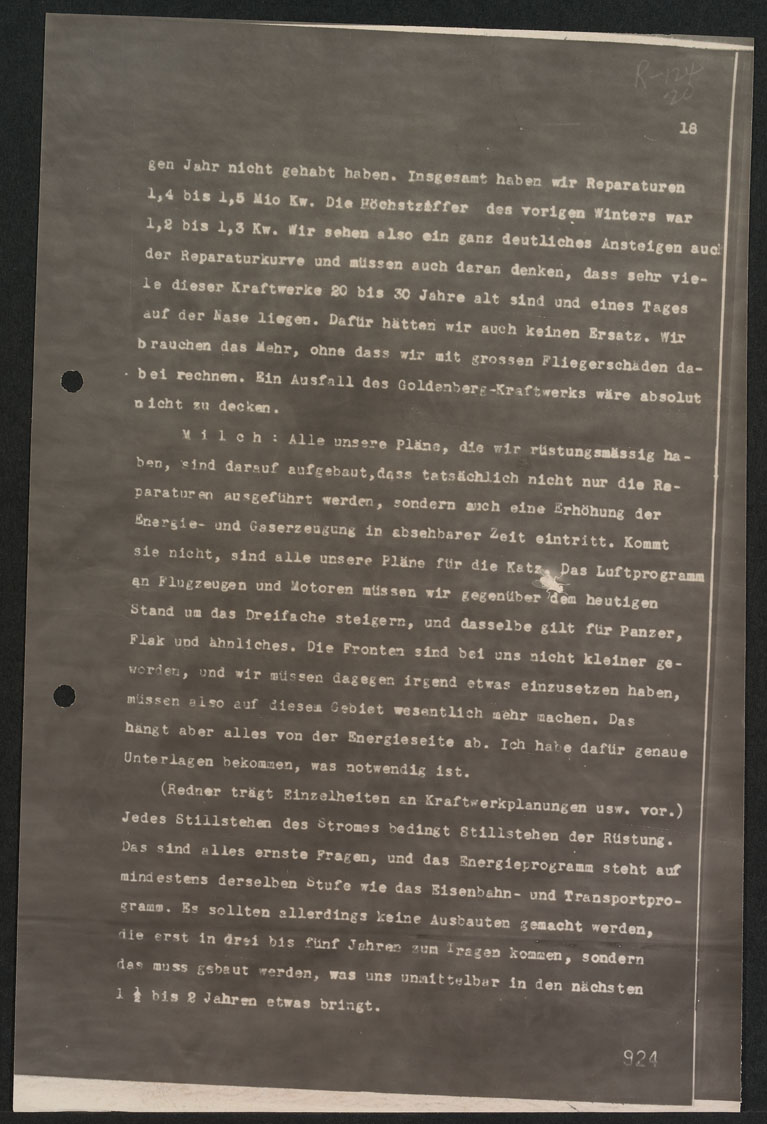 R-124
20
18
gen Jahr nicht gehabt haben. Insgesamt haben wir Reparaturen
1,4 bis 1,5 Mio Kw. Die Höchstziffer des vorigen Winters war
1,2 bis 1,3 Kw. Wir sehen also ein ganz deutliches Ansteigen auch
der Reparaturkurve und müssen auch daran denken, dass sehr vie-
le dieser Kraftwerke 20 bis 30 Jahre alt sind und eines Tages
auf der Nase liegen. Dafür hätten wir auch keinen Ersatz. Wir
brauchen das Mehr, ohne dass wir mit grossen Fliegerschäden da-
bei rechnen. Ein Ausfall des Goldenberg-Kraftwerks wäre absolut
nicht zu decken.
M i l c h : Alle unsere Pläne, die wir rüstungsmässig ha-
ben, sind darauf aufgebaut,dass tatsächlich nicht nur die Re-
paraturen ausgeführt werden, sondern auch eine Erhöhung der
Energie- und Gaserzeugung in absehbarer Zeit eintritt. Kommt
sie nicht, sind alle unsere Pläne für die Katz. Das Luftprogramm
an Flugzeugen und Motoren müssen wir gegenüber dem heutigen
Stand um das Dreifache steigern, und dasselbe gilt für Panzer,
Flak und ähnliches. Die Fronten sind bei uns nicht kleiner ge-
worden, und wir müssen dagegen irgend etwas einzusetzen haben,
müssen also auf diesem Gebiet wesentlich mehr machen. Das
hängt aber alles von der Energieseite ab. Ich habe dafür genaue
Unterlagen bekommen, was notwendig ist.
(Redner trägt Einzelheiten an Kraftwerkplanungen usw. vor.)
Jedes Stillstehen des Stromes bedingt Stillstehen der Rüstung.
Das sind alles ernste Fragen, und das Energieprogramm steht auf
mindestens derselben Stufe wie das Eisenbahn- und Transportpro-
gramm. Es sollten allerdings keine Ausbauten gemacht werden,
die erst in drei bis fünf Jahren zum Tragen kommen, sondern
das muss gebaut werden, was uns unmittelbar in den nächsten
1 ½ bis 2 Jahren etwas bringt.
924